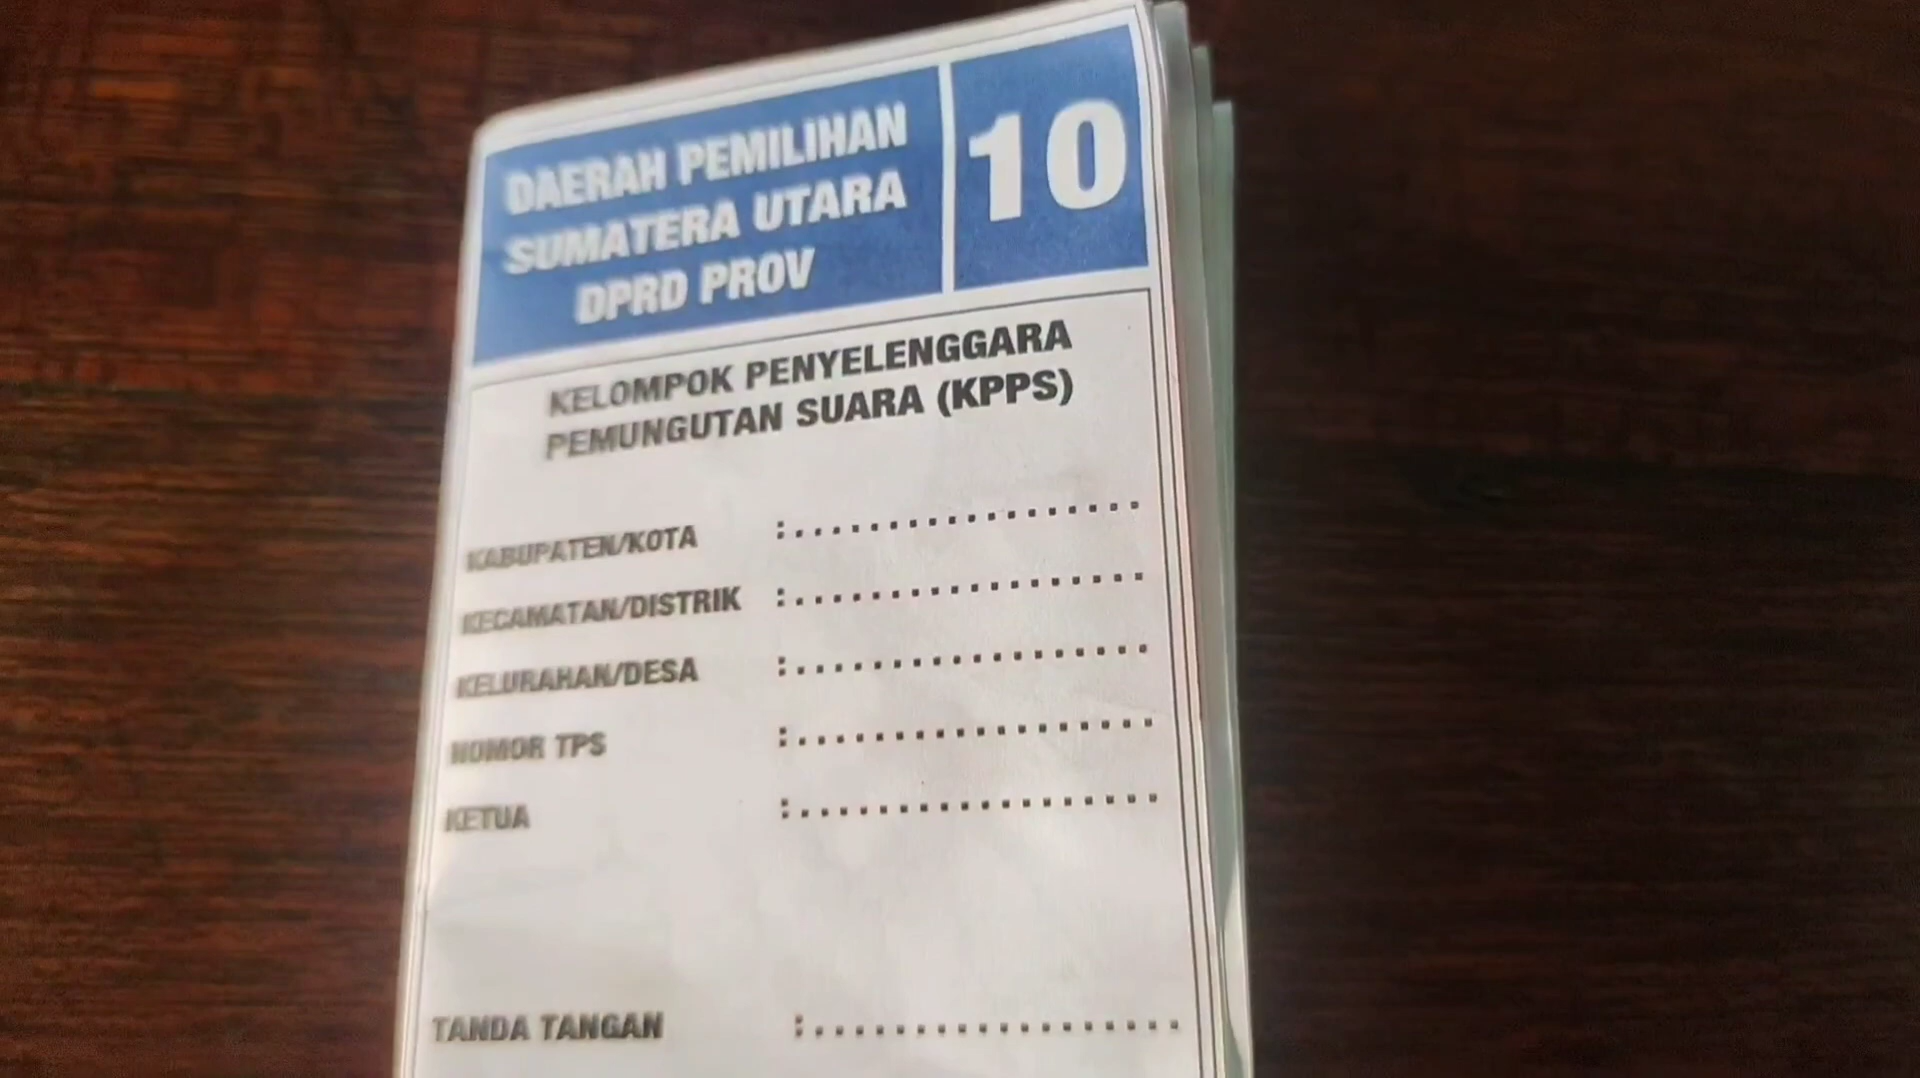 DAERAH PEMILIHAN
SUMATERA UTARA
DPRD PROV
10
KELOMPOK PENYELENGGARA
PEMUNGUTAN SUARA (KPPS)
KABUPATEN/KOTA :..................
KECAMATAN/DISTRIK :..................
KELURAHAN/DESA :..................
NOMOR TPS :..................
KETUA :..................
TANDA TANGAN :..................